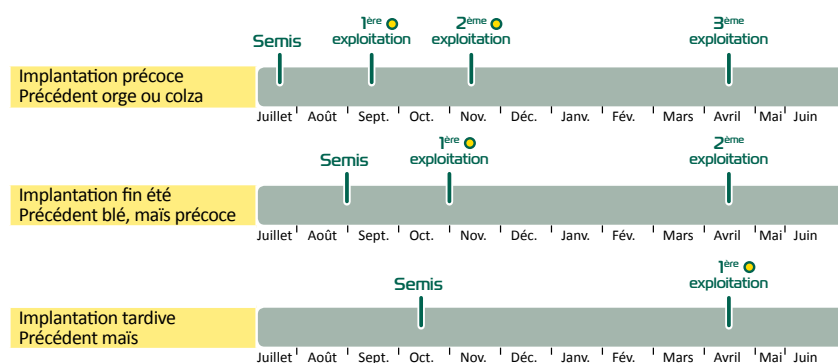 Semis
1ère
exploitation
2ème
exploitation
3ème
exploitation
Implantation précoce
Précédent orge ou colza
Juillet Août Sept. Oct. Nov. Déc. Janv. Fév. Mars Avril Mai Juin
Semis
1ère
exploitation
2ème
exploitation
Implantation fin été
Précédent blé, maïs précoce
Juillet Août Sept. Oct. Nov. Déc. Janv. Fév. Mars Avril Mai Juin
Semis
1ère
exploitation
Implantation tardive
Précédent maïs
Juillet Août Sept. Oct. Nov. Déc. Janv. Fév. Mars Avril Mai Juin